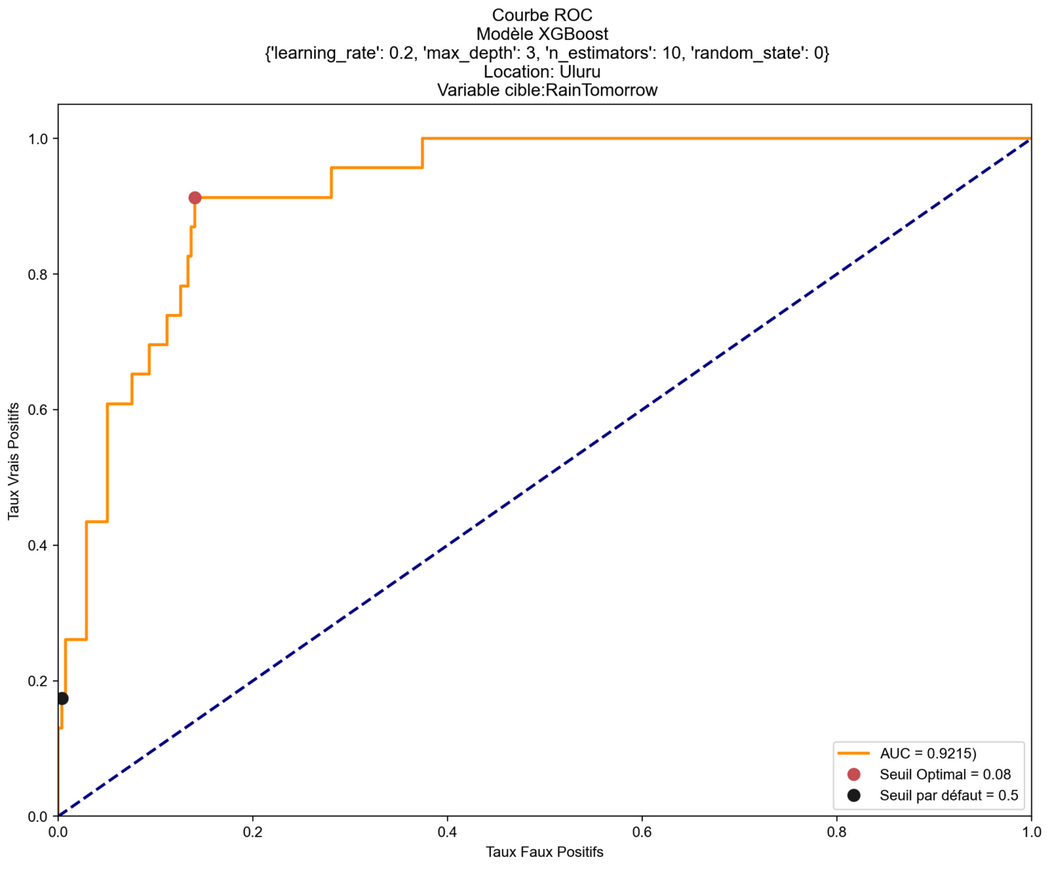 Courbe ROC
Modèle XGBoost
{'learning_rate': 0.2, 'max_depth': 3, 'n_estimators': 10, 'random_state': 0}
Location: Uluru
Variable cible:RainTomorrow
1.0
0.8
0.6
0.4
0.2
0.0
Taux Vrais Positifs
AUC = 0.9215)
Seuil Optimal = 0.08
Seuil par défaut = 0.5
0.0 0.2 0.4 0.6 0.8 1.0
Taux Faux Positifs